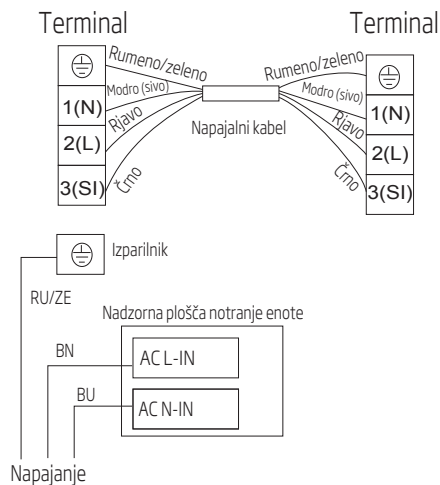 Terminal
Terminal
Rumeno/zeleno
Rumeno/zeleno
1(N)
Modro (sivo)
Modro (sivo)
1(N)
Rjavo
Napajalni kabel
Rjavo
2(L)
2(L)
3(SI)
Črno
Črno
3(SI)
Izparilnik
RU/ZE
Nadzorna plošča notranje enote
BN
AC L-IN
BU
AC N-IN
Napajanje